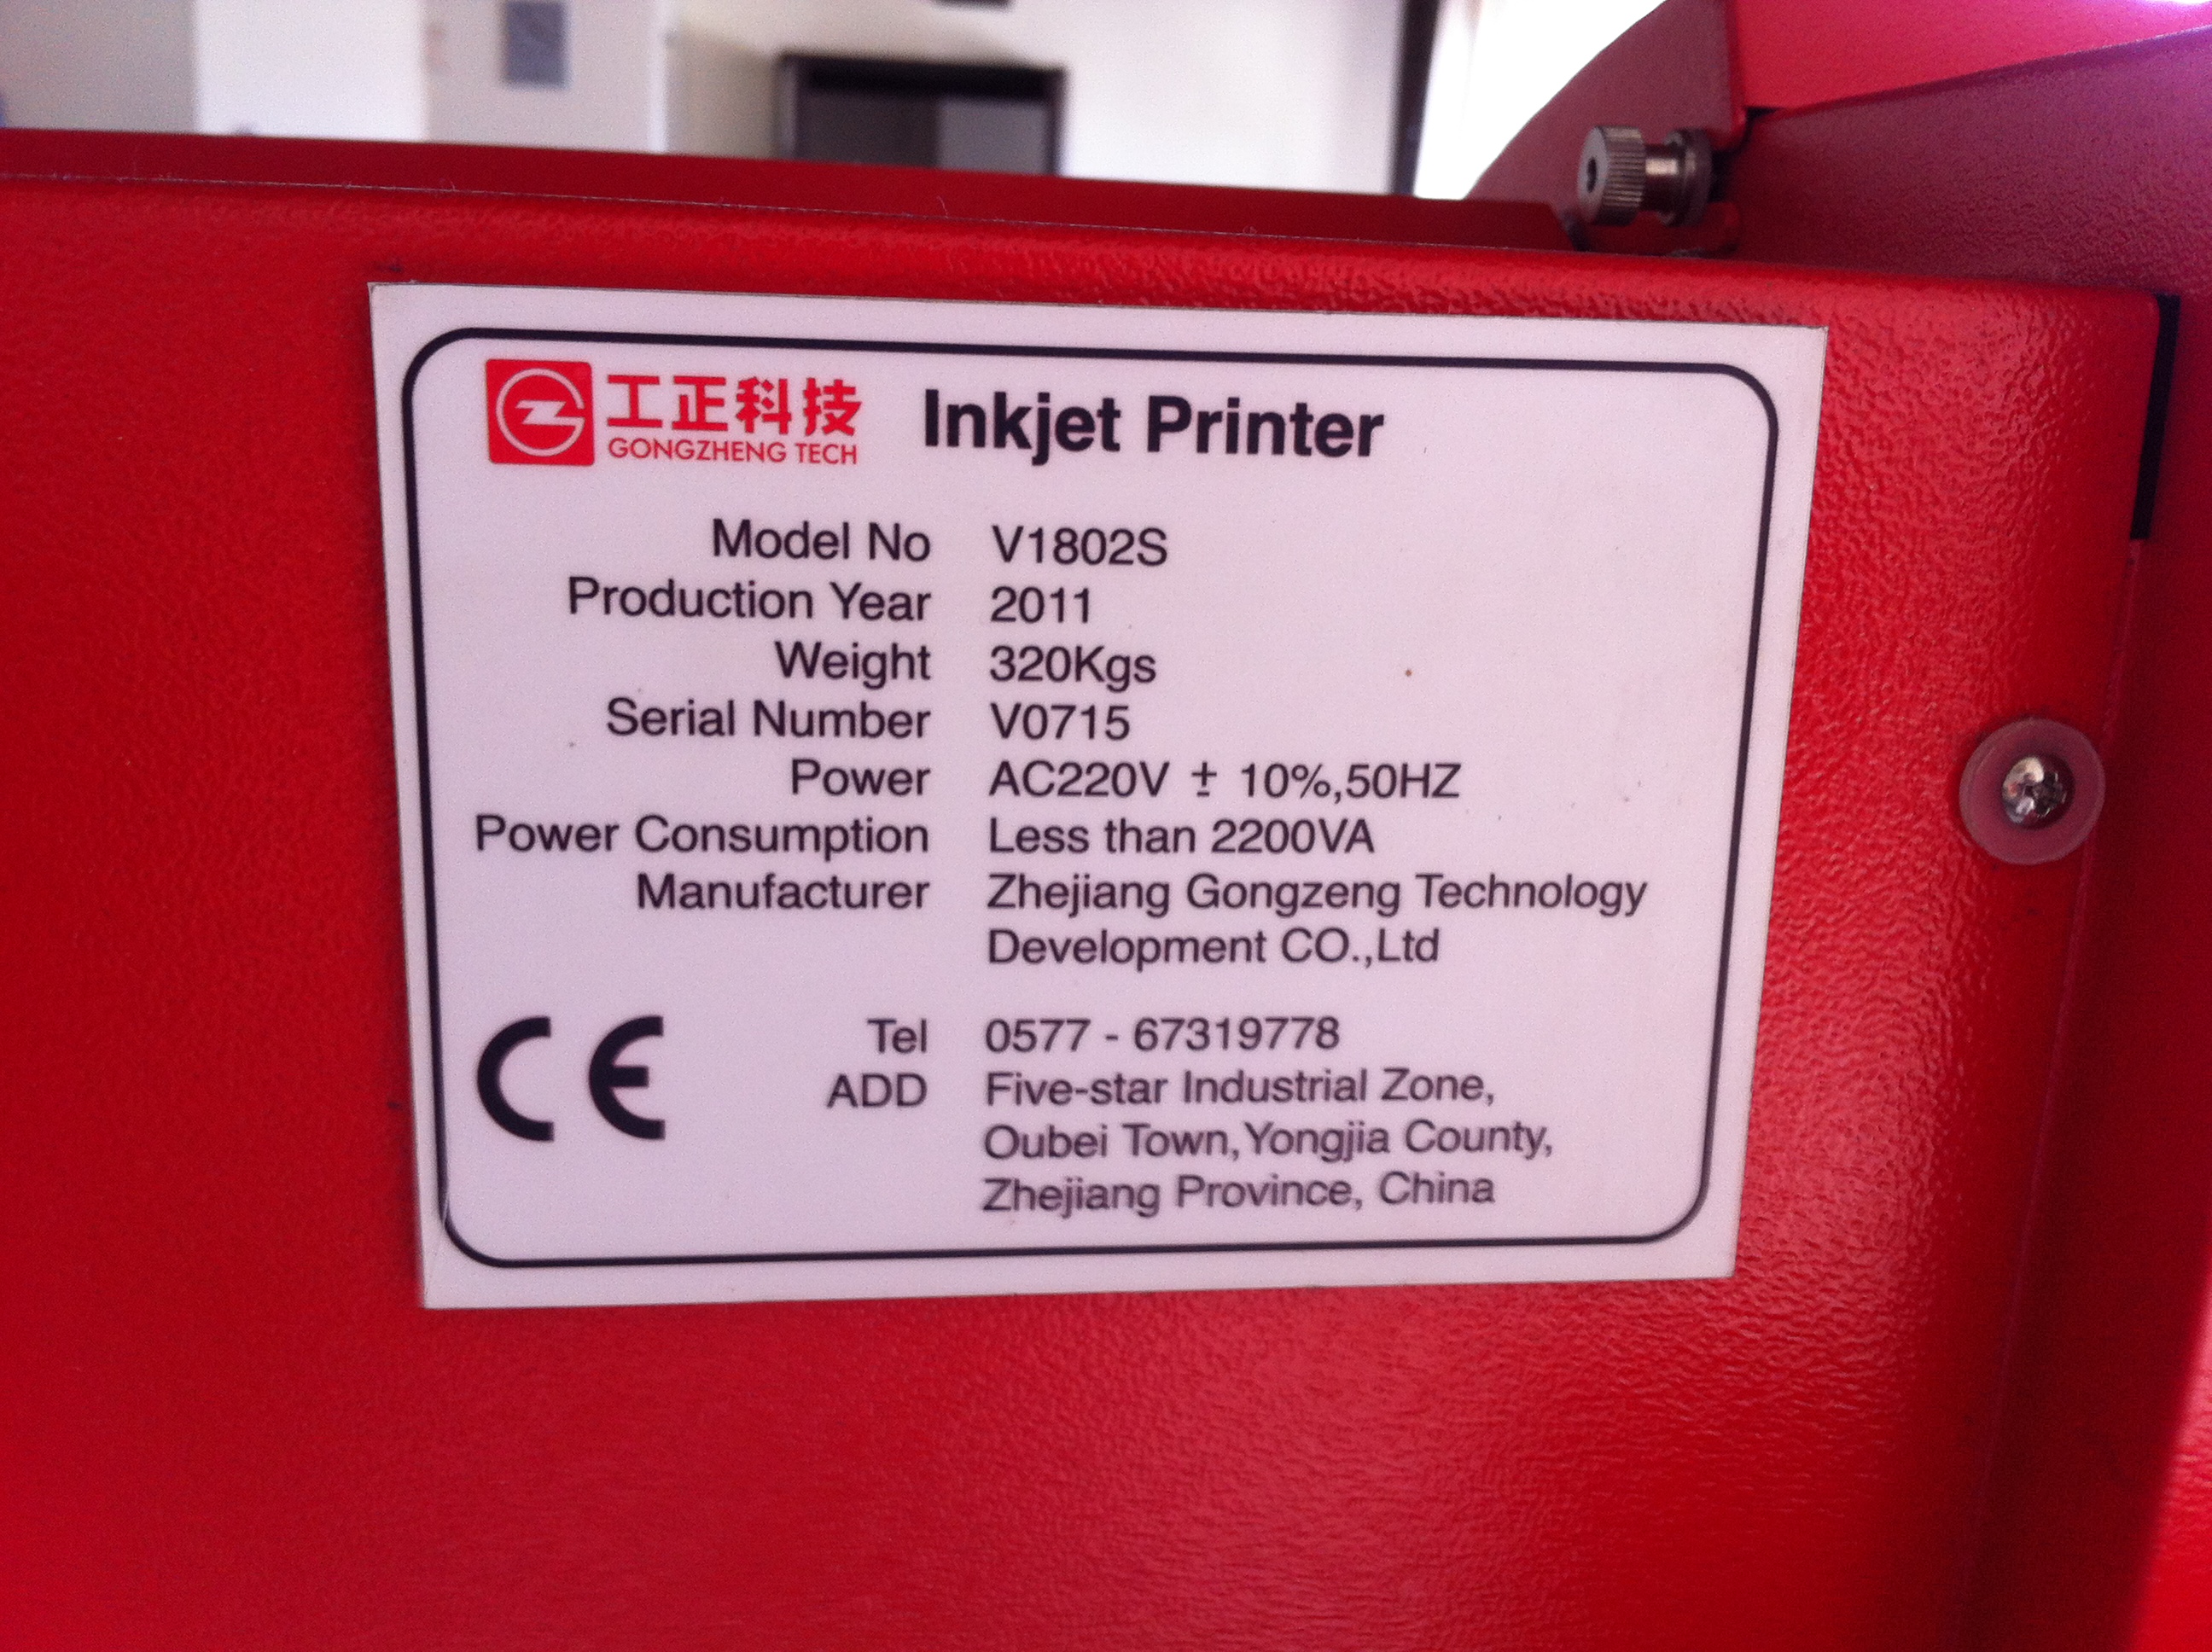 工正科技
GONGZHENG TECH
Inkjet Printer
Model No V1802S
Production Year 2011
Weight 320Kgs
Serial Number V0715
Power AC220V ± 10%,50HZ
Power Consumption Less than 2200VA
Manufacturer Zhejiang Gongzeng Technology
Development CO.,Ltd
CE
Tel 0577 - 67319778
ADD Five-star Industrial Zone,
Oubei Town,Yongjia County,
Zhejiang Province, China